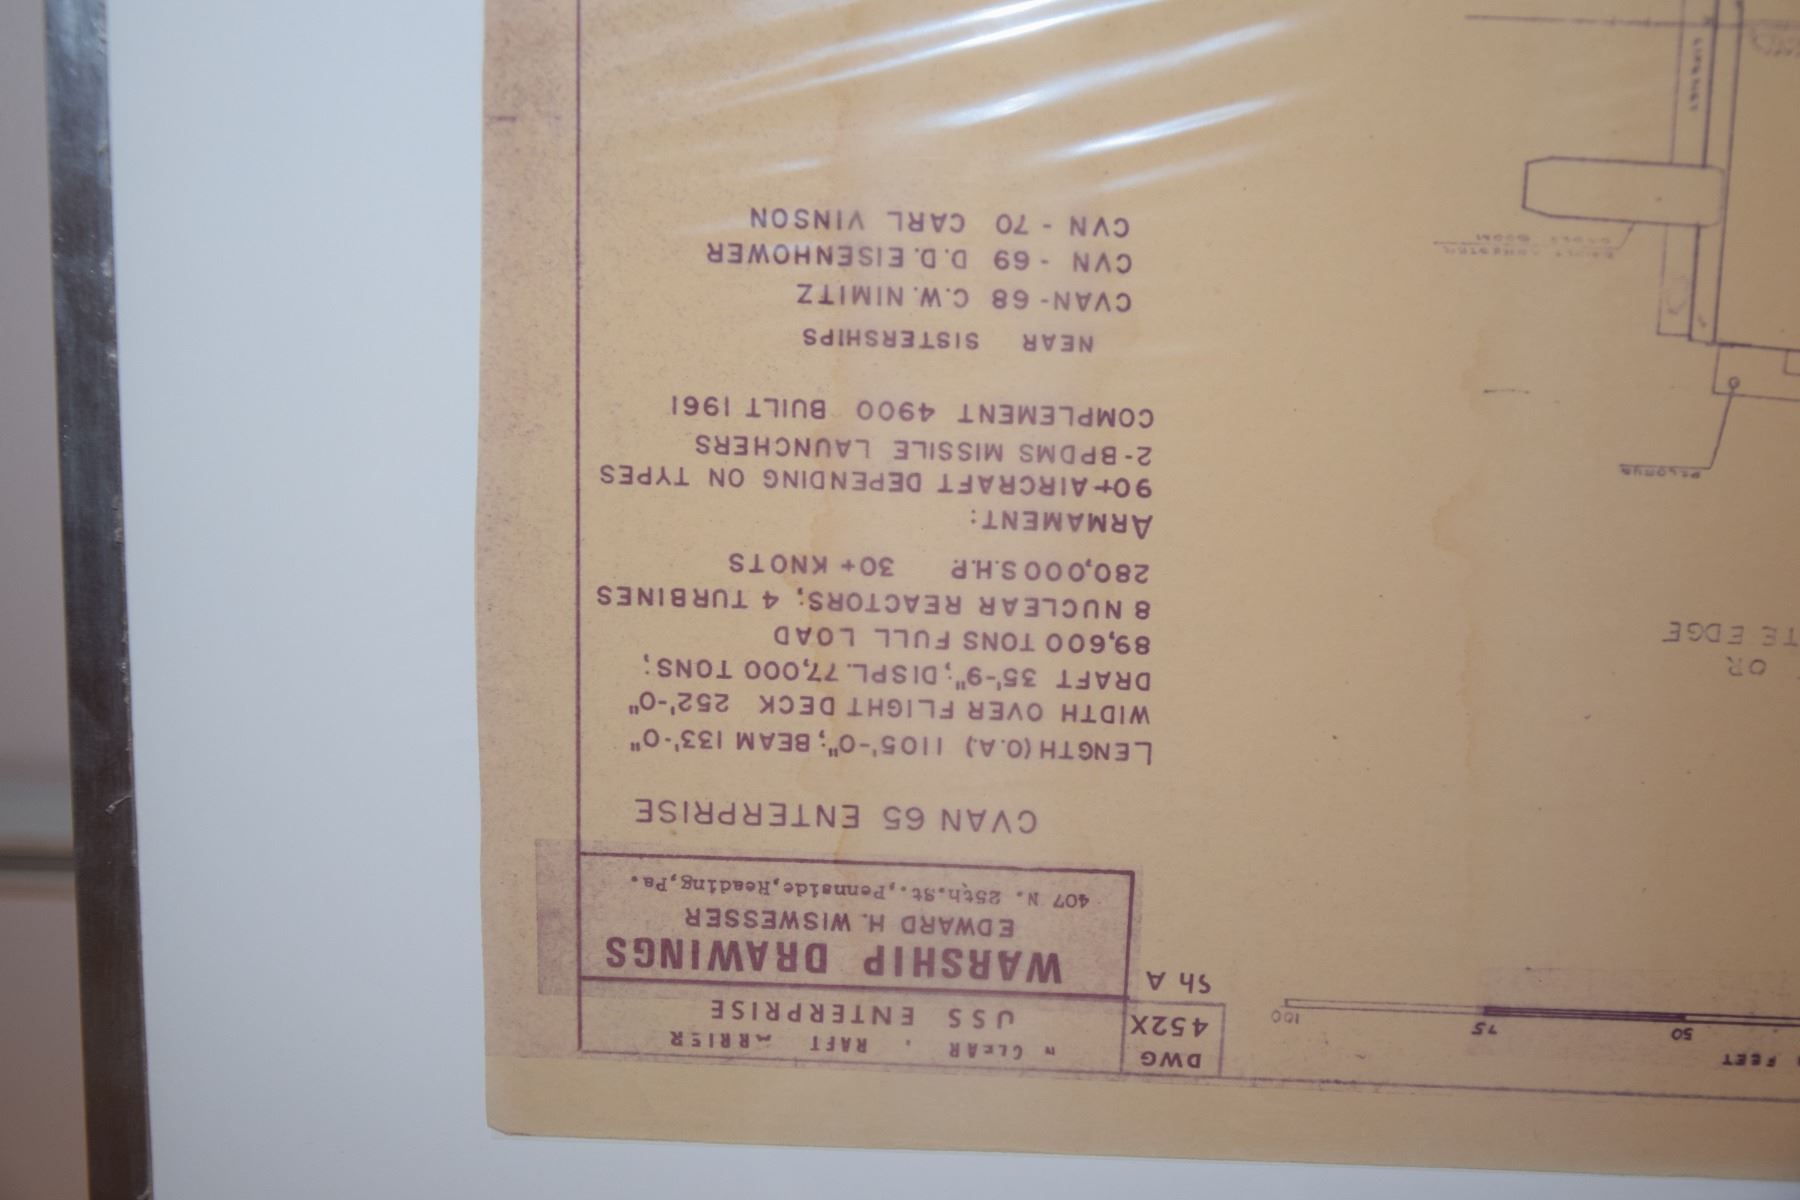 CVN - 70 CARL VINSON
CVN - 69 D.D. EISENHOWER
CVAN - 68 C.W. NIMITZ
NEAR SISTERSHIPS
COMPLEMENT 4900 BUILT 1961
2 - BPDMS MISSILE LAUNCHERS
90+ AIRCRAFT DEPENDING ON TYPES
ARMAMENT:
280,000 S.H.P. 30+ KNOTS
8 NUCLEAR REACTORS; 4 TURBINES
89,600 TONS FULL LOAD
DRAFT 35'-9"; DISPL. 77,000 TONS;
WIDTH OVER FLIGHT DECK 252'-0"
LENGTH (O.A.) 1105'-0"; BEAM 133'-0"
CVAN 65 ENTERPRISE
407 N. 25th. St., Pennside, Reading, Pa.
EDWARD H. WISWESSER
WARSHIP DRAWINGS
USS ENTERPRISE
Sh A
452X
DWG
PELORUS
OR
TE EDGE
100
75
50
FEET